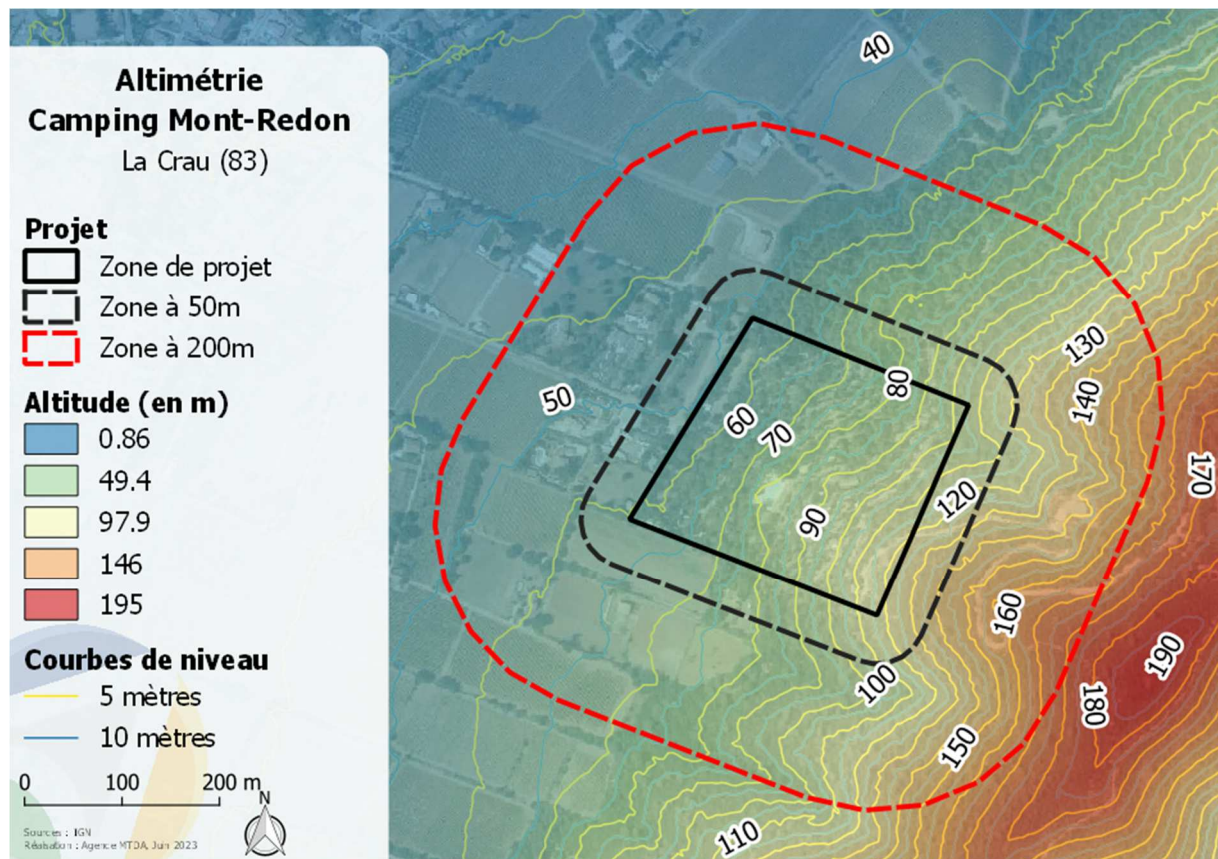 Altimétrie
Camping Mont-Redon
La Crau (83)
Projet
Zone de projet
Zone à 50m
Zone à 200m
Altitude (en m)
0.86
49.4
97.9
146
195
Courbes de niveau
5 mètres
10 mètres
0 100 200 m
N
Sources : IGN
Réalisation : Agence MTDA, Juin 2023
40
130
140
50
80
60
70
170
120
90
160
190
100
180
150
110